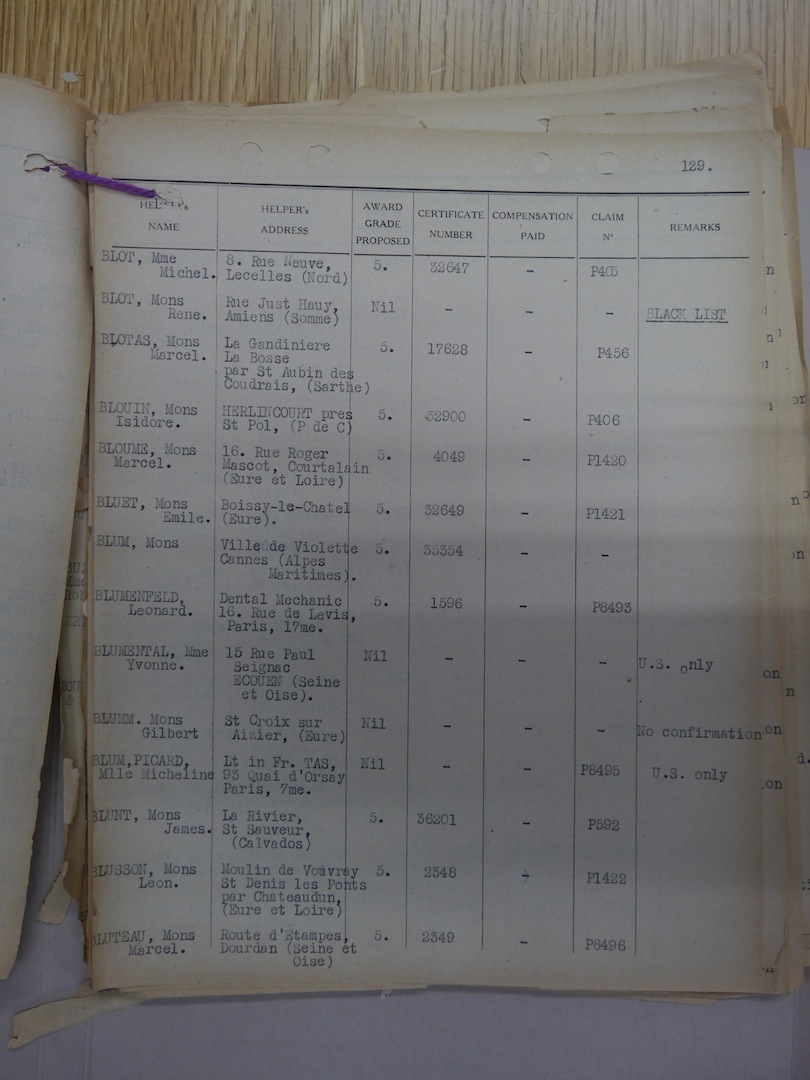 129.
HELPER's NAME HELPER's ADDRESS AWARD GRADE PROPOSED CERTIFICATE NUMBER COMPENSATION PAID CLAIM Nº REMARKS
BLOT, Mme 8. Rue Neuve, 5. 32647 - P405
Michel. Lecelles (Nord)
BLOT, Mons Rue Just Hauy, Nil - - - BLACK LIST
Rene. Amiens (Somme)
BLOTAS, Mons La Gandiniere 5. 17628 - P456
Marcel. La Bosse
par St Aubin des
Coudrais, (Sarthe)
BLOUIN, Mons HERLINCOURT pres 5. 32900 - P406
Isidore. St Pol, (P de C)
BLOUME, Mons 16. Rue Roger 5. 4049 - P1420
Marcel. Mascot, Courtalain
(Eure et Loire)
BLUET, Mons Boissy-le-Chatel 5. 32649 - P1421
Emile. (Eure).
BLUM, Mons Ville de Violette 5. 35354 - -
Cannes (Alpes
Maritimes).
BLUMENFELD, Dental Mechanic 5. 1596 - P8493
Leonard. 16. Rue de Levis,
Paris, 17me.
BLUMENTAL, Mme 15 Rue Paul Nil - - - U.S. only
Yvonne. Seignac
ECOUEN (Seine
et Oise).
BLUMM. Mons St Croix sur Nil - - - No confirmation
Gilbert Aizier, (Eure)
BLUM,PICARD, Lt in Fr. TAS, Nil - - P8495 U.S. only
Mlle Micheline 93 Quai d'Orsay
Paris, 7me.
BLUNT, Mons La Rivier, 5. 36201 - P592
James. St Sauveur,
(Calvados)
BLUSSON, Mons Moulin de Vouvray 5. 2348 - P1422
Leon. St Denis les Ponts
par Chateaudun,
(Eure et Loire)
BLUTEAU, Mons Route d'Etampes, 5. 2349 - P8496
Marcel. Dourdan (Seine et
Oise)